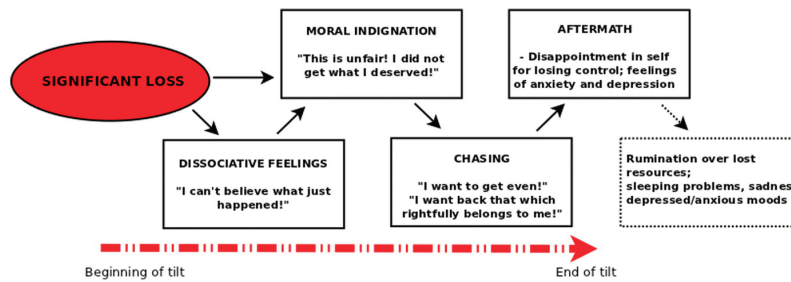 SIGNIFICANT LOSS
DISSOCIATIVE FEELINGS
"I can't believe what just
happened!"
MORAL INDIGNATION
"This is unfair! I did not
get what I deserved!"
CHASING
"I want to get even!"
"I want back that which
rightfully belongs to me!"
AFTERMATH
- Disappointment in self
for losing control; feelings
of anxiety and depression
Rumination over lost
resources;
sleeping problems, sadnes
depressed/anxious moods
Beginning of tilt
End of tilt